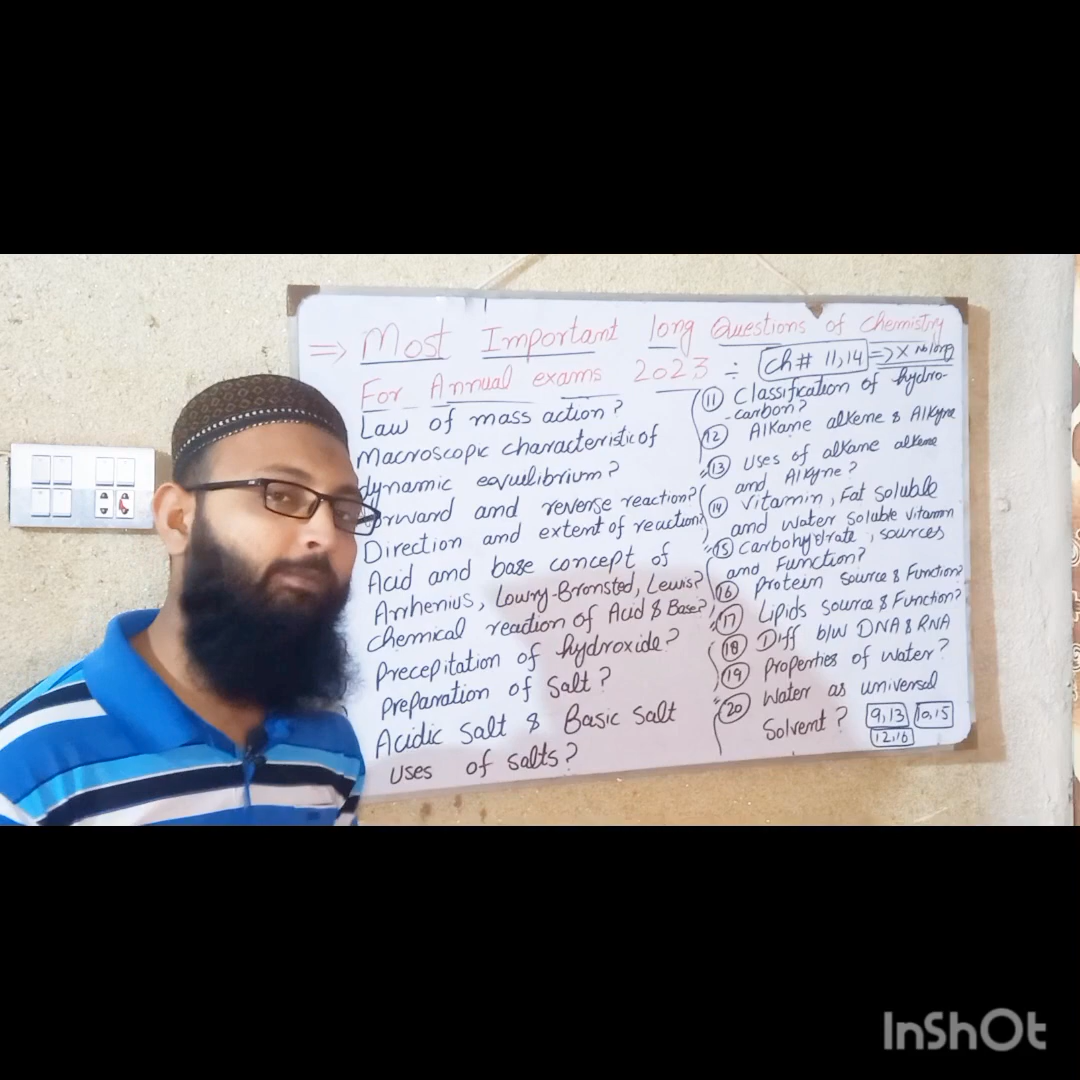 => Most Important long Questions of Chemistry
For Annual exams 2023 ÷ ch# 11,14 => X No long
Law of mass action?
Macroscopic characteristic of
dynamic eqvuelibrium?
orward and reverse reaction?
Direction and extent of reaction?
Acid and base concept of
Arrhenius, Lowry-Bronsted, Lewis?
chemical reaction of Acid & Base?
Precepitation of hydroxide?
Preparation of Salt?
Acidic Salt & Basic Salt
Uses of salts?
11 Classification of hydro-
-carbon?
12 Alkane alkene & Alkyne
13 Uses of alkane alkene
and Alkyne?
14 Vitamin, Fat Soluble
and water soluble vitamin
15 Carbohydrate, sources
and Function?
16 Protein source & Function?
17 Lipids source & Function?
18 Diff b/w DNA & RNA
19 Properties of water?
20 Water as universal
Solvent? 9,13 10,15
12,16
InShOt